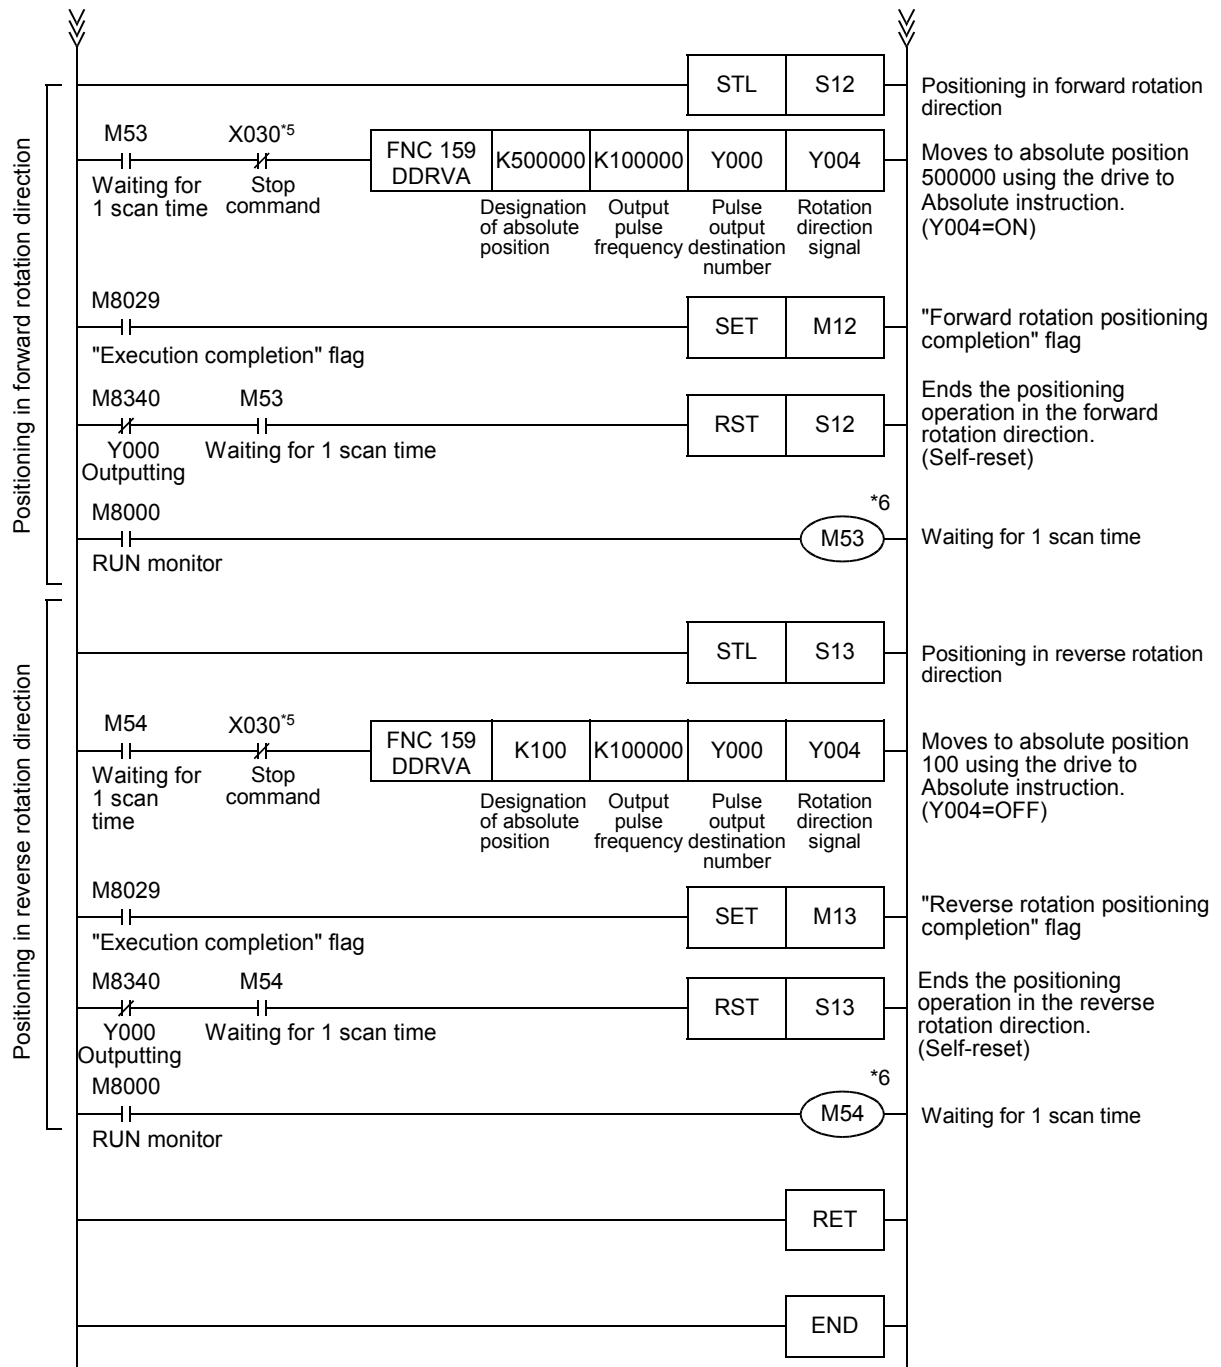 STL S12
Positioning in forward rotation
direction
Positioning in forward rotation direction
M53 X030*5
FNC 159
DDRVA
K500000 K100000 Y000 Y004
Waiting for
1 scan time
Stop
command
Designation
of absolute
position
Output
pulse
frequency
Pulse
output
destination
number
Rotation
direction
signal
Moves to absolute position
500000 using the drive to
Absolute instruction.
(Y004=ON)
M8029
SET M12
"Execution completion" flag
"Forward rotation positioning
completion" flag
M8340 M53
RST S12
Y000
Outputting
Waiting for 1 scan time
Ends the positioning
operation in the forward
rotation direction.
(Self-reset)
M8000
*6
M53
RUN monitor
Waiting for 1 scan time
STL S13
Positioning in reverse rotation
direction
Positioning in reverse rotation direction
M54 X030*5
FNC 159
DDRVA
K100 K100000 Y000 Y004
Waiting for
1 scan
time
Stop
command
Designation
of absolute
position
Output
pulse
frequency
Pulse
output
destination
number
Rotation
direction
signal
Moves to absolute position
100 using the drive to
Absolute instruction.
(Y004=OFF)
M8029
SET M13
"Execution completion" flag
"Reverse rotation positioning
completion" flag
M8340 M54
RST S13
Y000
Outputting
Waiting for 1 scan time
Ends the positioning
operation in the reverse
rotation direction.
(Self-reset)
M8000
*6
M54
RUN monitor
Waiting for 1 scan time
RET
END